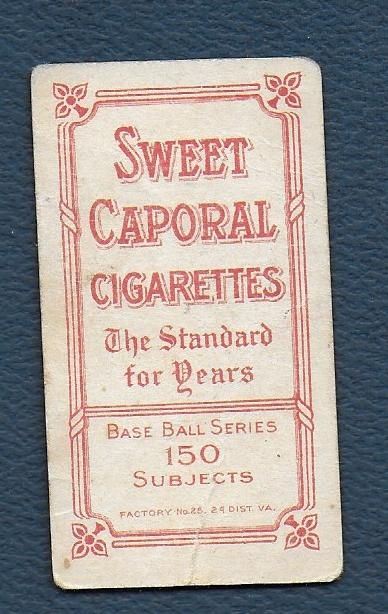 SWEET
CAPORAL
CIGARETTES
The Standard
for Years
BASE BALL SERIES
150
SUBJECTS
FACTORY No. 25. 2d DIST. VA.